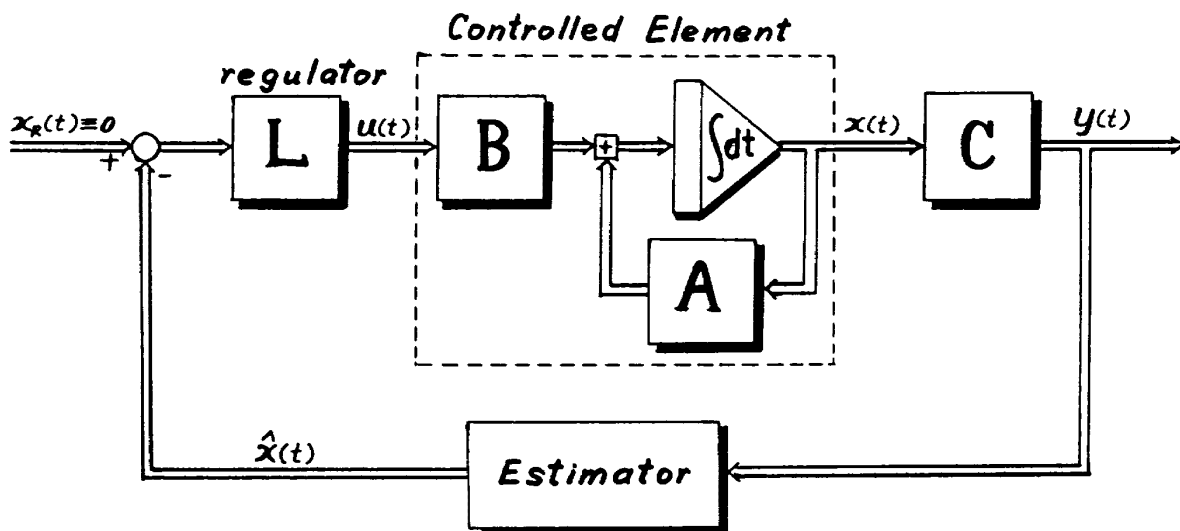 Controlled Element
regulator
x_R(t)≡0
+
-
L
u(t)
B
+
∫dt
x(t)
C
y(t)
A
x̂(t)
Estimator